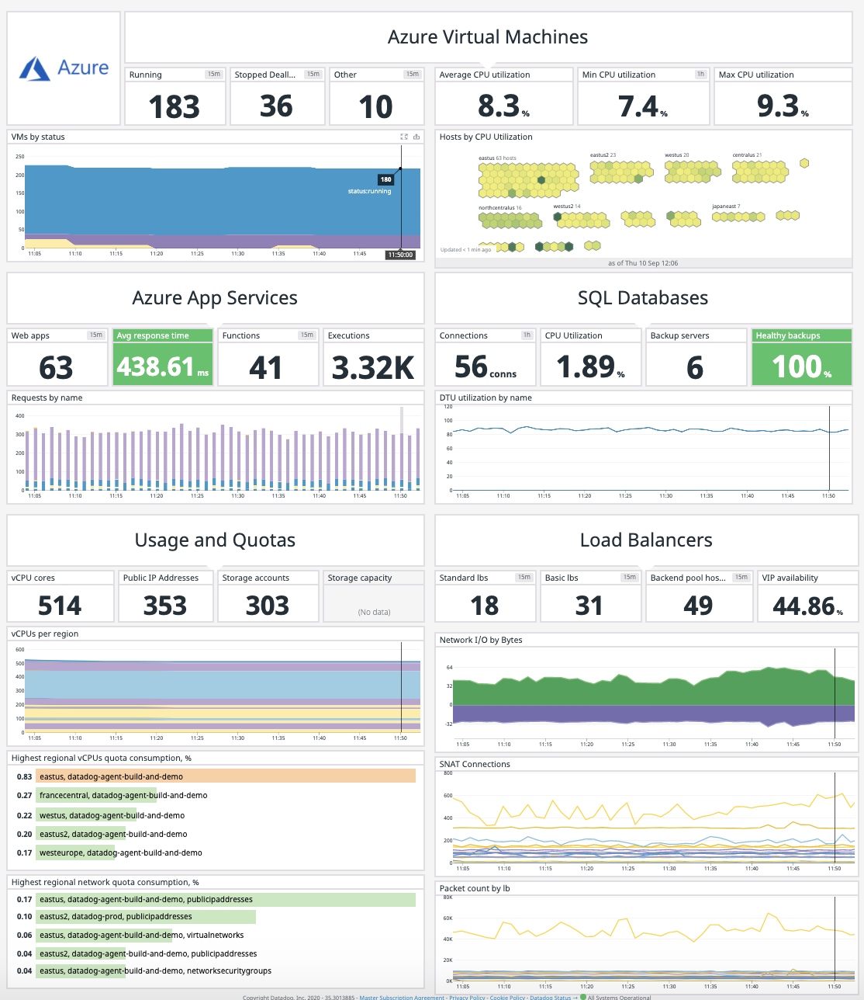 Azure
Azure Virtual Machines
Running 15m
183
Stopped Deall... 15m
36
Other 15m
10
Average CPU utilization
8.3 %
Min CPU utilization 1h
7.4 %
Max CPU utilization
9.3 %
VMs by status
250
200
150
100
50
0
180
status:running
11:05 11:10 11:15 11:20 11:25 11:30 11:35 11:40 11:45 11:50:00
Hosts by CPU Utilization
eastus 63 hosts
eastus2 23
westus 20
centralus 21
northcentralus 16
westus2 14
japaneast 7
Updated < 1 min ago
as of Thu 10 Sep 12:06
Azure App Services
Web apps 15m
63
Avg response time
438.61 ms
Functions 15m
41
Executions
3.32K
Requests by name
400
300
200
100
0
11:05 11:10 11:15 11:20 11:25 11:30 11:35 11:40 11:45 11:50
SQL Databases
Connections 1h
56 conns
CPU Utilization
1.89 %
Backup servers
6
Healthy backups
100 %
DTU utilization by name
120
100
80
60
40
20
0
11:05 11:10 11:15 11:20 11:25 11:30 11:35 11:40 11:45 11:50
Usage and Quotas
vCPU cores
514
Public IP Addresses
353
Storage accounts
303
Storage capacity
(No data)
vCPUs per region
600
500
400
300
200
100
0
11:05 11:10 11:15 11:20 11:25 11:30 11:35 11:40 11:45 11:50
Highest regional vCPUs quota consumption, %
0.83 eastus, datadog-agent-build-and-demo
0.27 francecentral, datadog-agent-build-and-demo
0.22 westus, datadog-agent-build-and-demo
0.20 eastus2, datadog-agent-build-and-demo
0.17 westeurope, datadog-agent-build-and-demo
Highest regional network quota consumption, %
0.17 eastus, datadog-agent-build-and-demo, publicipaddresses
0.10 eastus2, datadog-prod, publicipaddresses
0.06 eastus, datadog-agent-build-and-demo, virtualnetworks
0.04 eastus2, datadog-agent-build-and-demo, publicipaddresses
0.04 eastus, datadog-agent-build-and-demo, networksecuritygroups
Load Balancers
Standard lbs 15m
18
Basic lbs 15m
31
Backend pool hos... 15m
49
VIP availability
44.86 %
Network I/O by Bytes
64
32
0
-32
11:05 11:10 11:15 11:20 11:25 11:30 11:35 11:40 11:45 11:50
SNAT Connections
800
600
400
200
0
11:05 11:10 11:15 11:20 11:25 11:30 11:35 11:40 11:45 11:50
Packet count by lb
80K
60K
40K
20K
0K
11:05 11:10 11:15 11:20 11:25 11:30 11:35 11:40 11:45 11:50
Copyright Datadog, Inc. 2020 - 35.3013885 - Master Subscription Agreement - Privacy Policy - Cookie Policy - Datadog Status → All Systems Operational